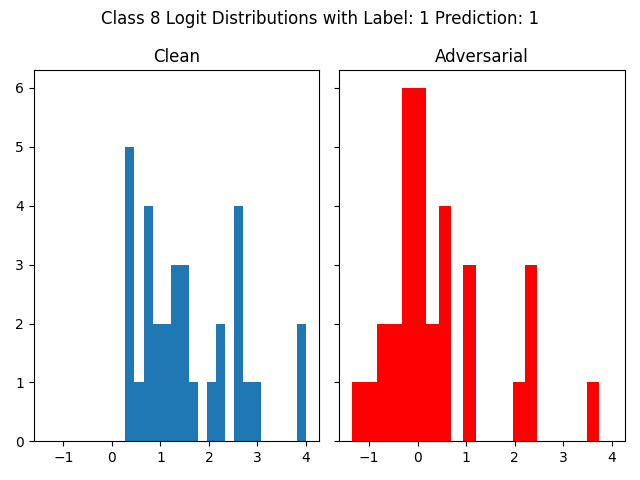 Class 8 Logit Distributions with Label: 1 Prediction: 1
Clean
Adversarial
6
5
4
3
2
1
0
−1 0 1 2 3 4
−1 0 1 2 3 4